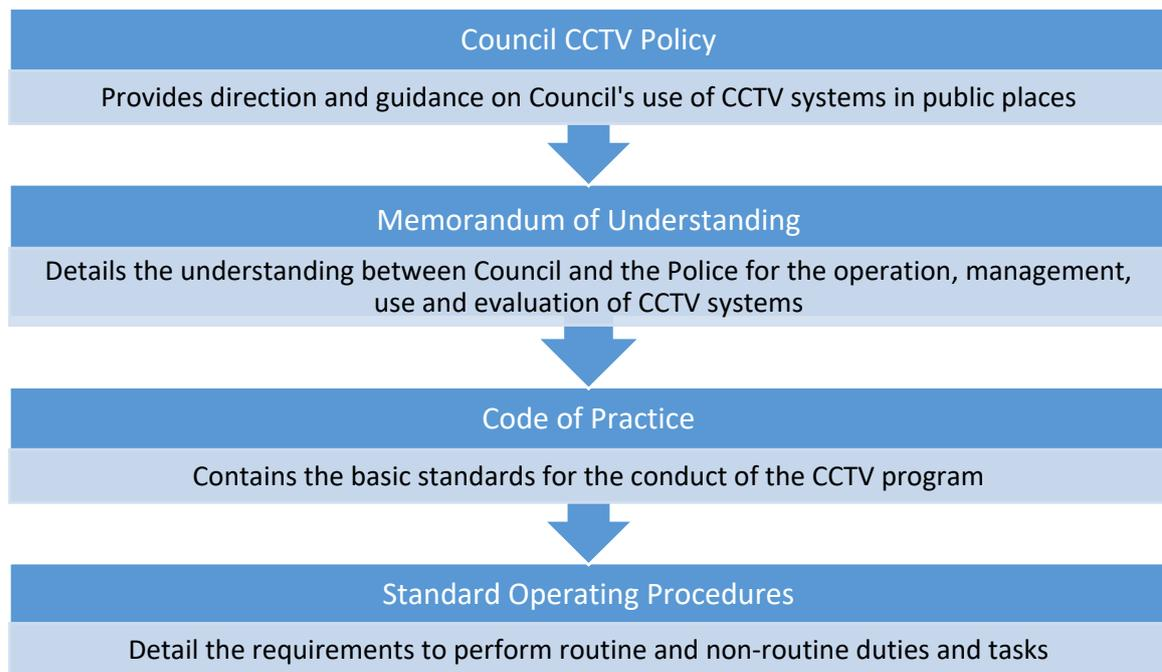 Council CCTV Policy
Provides direction and guidance on Council's use of CCTV systems in public places
Memorandum of Understanding
Details the understanding between Council and the Police for the operation, management,
use and evaluation of CCTV systems
Code of Practice
Contains the basic standards for the conduct of the CCTV program
Standard Operating Procedures
Detail the requirements to perform routine and non-routine duties and tasks